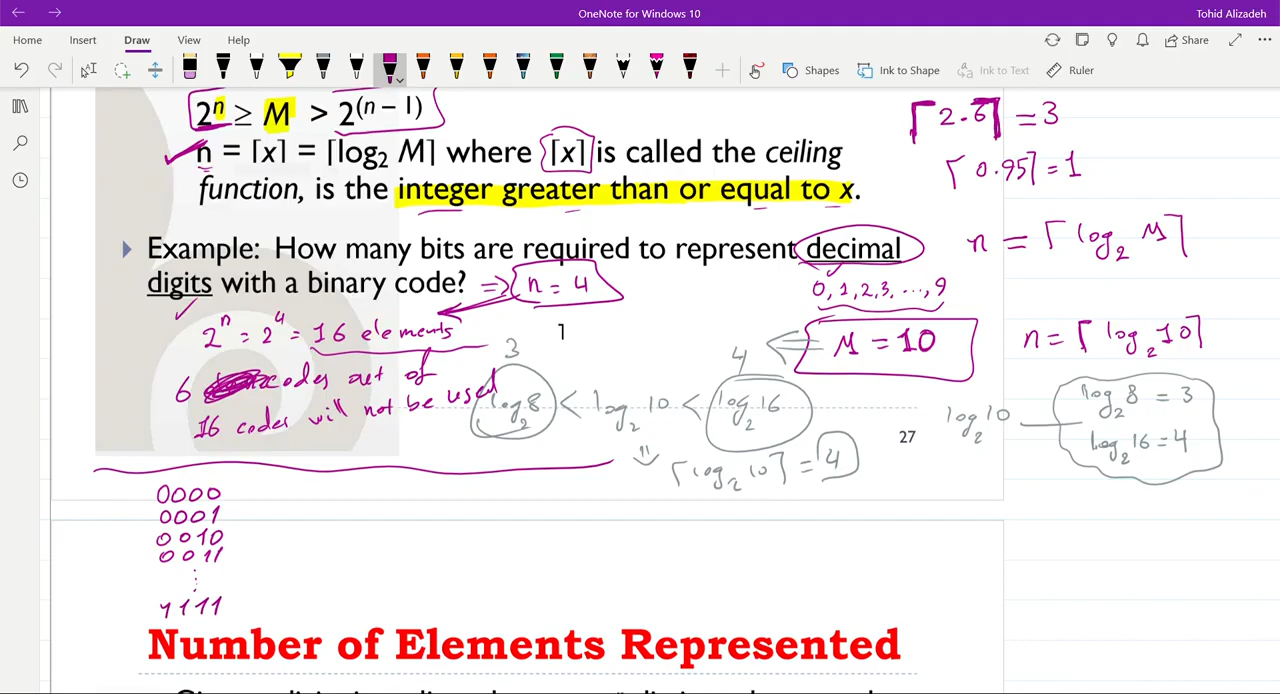 OneNote for Windows 10
Tohid Alizadeh
Home Insert Draw View Help
Share
Shapes Ink to Shape Ink to Text Ruler
2ⁿ ≥ M > 2^(n − 1)
n = ⌈x⌉ = ⌈log₂ M⌉ where ⌈x⌉ is called the ceiling
function, is the integer greater than or equal to x.
⌈2.6⌉ = 3
⌈0.95⌉ = 1
Example: How many bits are required to represent decimal
digits with a binary code? ⇒ n = 4
0, 1, 2, 3, ..., 9
n = ⌈log₂ M⌉
2ⁿ = 2⁴ = 16 elements
M = 10
n = ⌈log₂ 10⌉
6 codes out of
16 codes will not be used
3
4
log₂ 8 < log₂ 10 < log₂ 16
⌈log₂ 10⌉ = 4
27
log₂ 10
log₂ 8 = 3
log₂ 16 = 4
0000
0001
0010
0011
⋮
1111
Number of Elements Represented